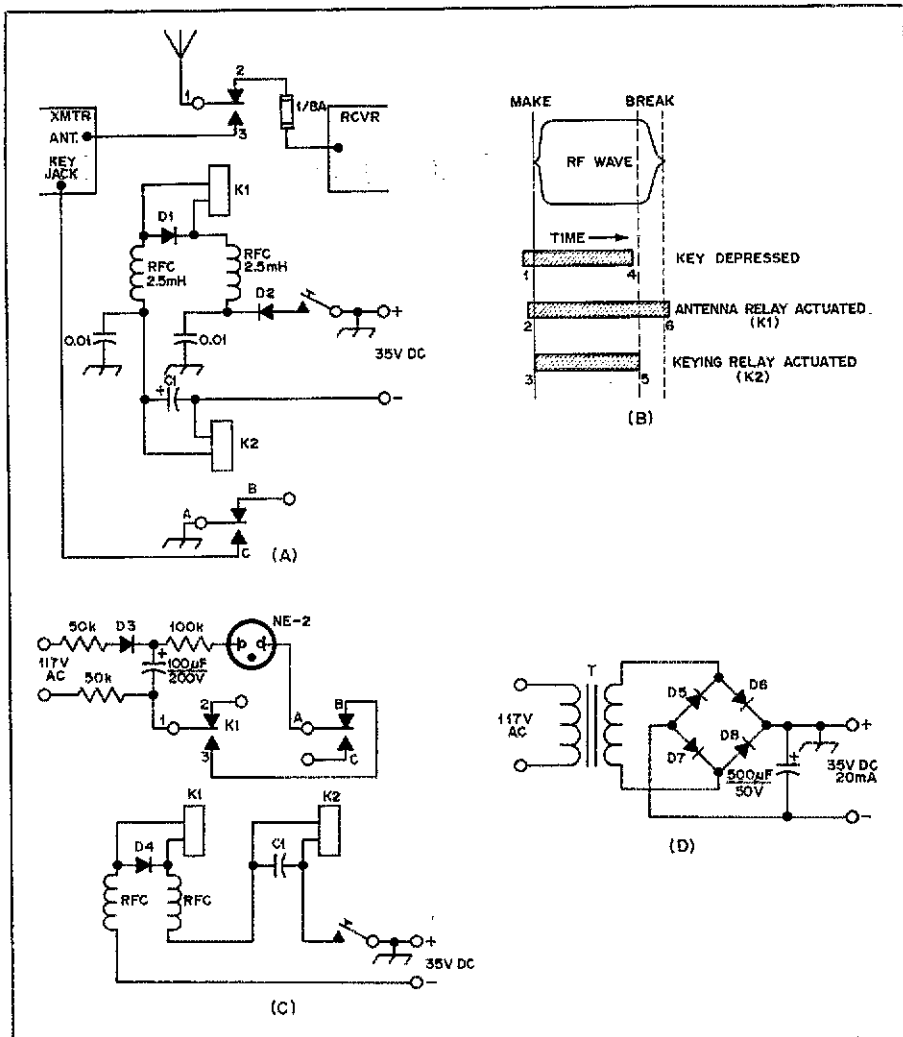 XMTR
ANT.
KEY
JACK
1
2
3
1/8A
RCVR
K1
D1
RFC
2.5mH
RFC
2.5mH
D2
0.01
0.01
+
35V DC
+
C1
−
K2
B
A
C
(A)
MAKE
BREAK
RF WAVE
TIME
1
4
KEY DEPRESSED
2
6
ANTENNA RELAY ACTUATED
(K1)
3
5
KEYING RELAY ACTUATED
(K2)
(B)
50k
D3
100k
NE-2
117V
AC
+
100µF
200V
50k
2
K1
1
3
A
B
C
K1
K2
D4
C1
RFC
RFC
+
35V DC
−
(C)
T
117V
AC
D5
D6
D7
D8
500µF
50V
+
+
35V DC
20mA
−
(D)